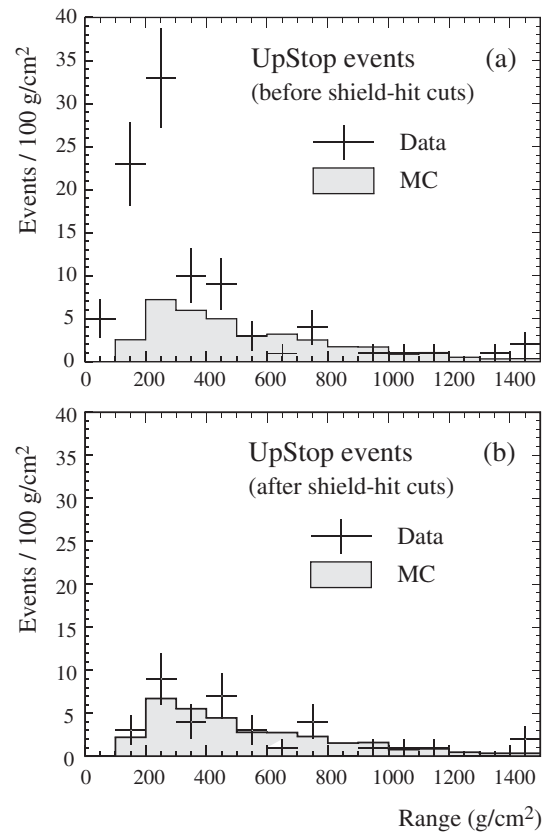 40
35
30
25
20
15
10
5
0
Events / 100 g/cm²
UpStop events (a)
(before shield-hit cuts)
Data
MC
0 200 400 600 800 1000 1200 1400
40
35
30
25
20
15
10
5
0
Events / 100 g/cm²
UpStop events (b)
(after shield-hit cuts)
Data
MC
0 200 400 600 800 1000 1200 1400
Range (g/cm²)